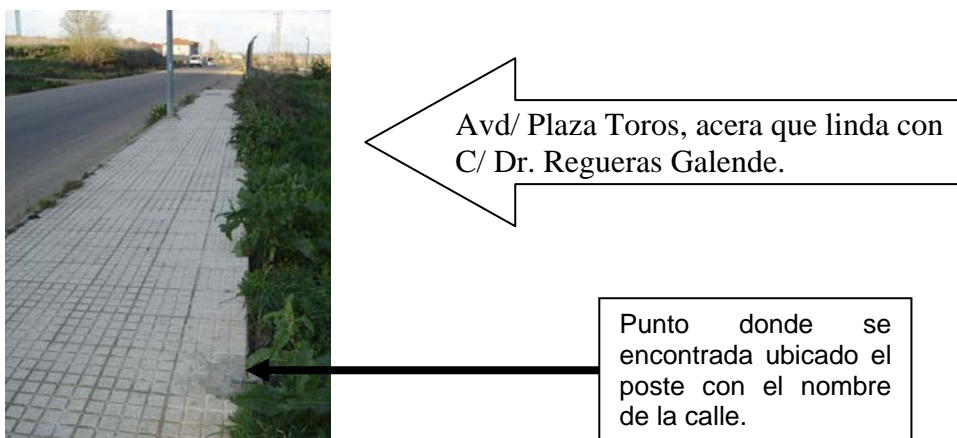 Avd/ Plaza Toros, acera que linda con
C/ Dr. Regueras Galende.
Punto donde se
encontrada ubicado el
poste con el nombre
de la calle.